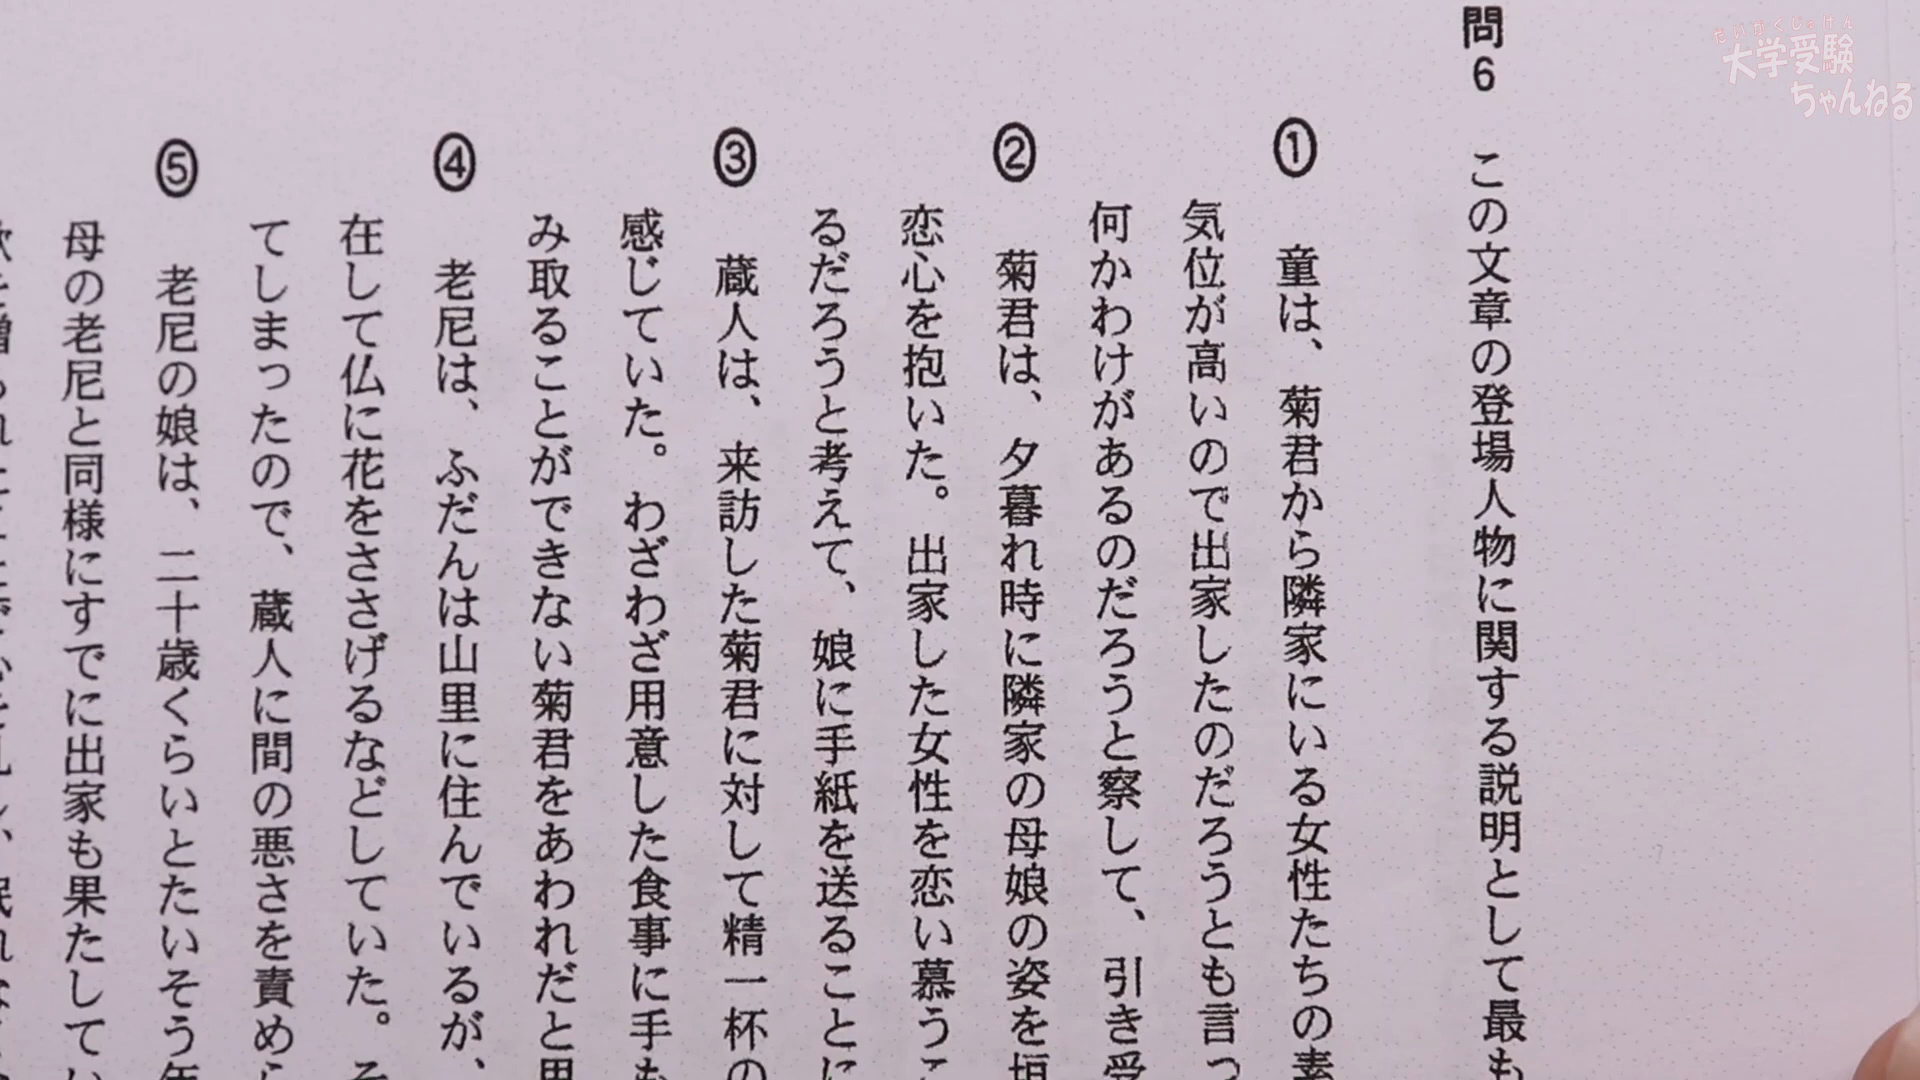 だいがくじゅけん
大学受験
ちゃんねる
問6 この文章の登場人物に関する説明として最も
① 童は、菊君から隣家にいる女性たちの素
気位が高いので出家したのだろうとも言っ
何かわけがあるのだろうと察して、引き受
② 菊君は、夕暮れ時に隣家の母娘の姿を垣
恋心を抱いた。出家した女性を恋い慕うこ
るだろうと考えて、娘に手紙を送ることに
③ 蔵人は、来訪した菊君に対して精一杯の
感じていた。わざわざ用意した食事に手も
み取ることができない菊君をあわれだと思
④ 老尼は、ふだんは山里に住んでいるが、
在して仏に花をささげるなどしていた。そ
てしまったので、蔵人に間の悪さを責めら
⑤ 老尼の娘は、二十歳くらいとたいそう年
母の老尼と同様にすでに出家も果たしてい